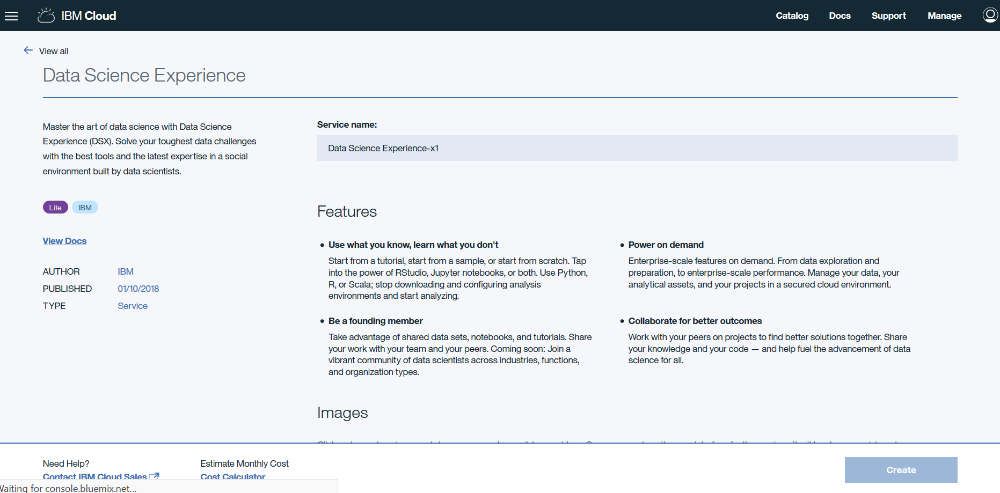 IBM Cloud
Catalog Docs Support Manage
View all
Data Science Experience
Master the art of data science with Data Science
Experience (DSX). Solve your toughest data challenges
with the best tools and the latest expertise in a social
environment built by data scientists.
Lite IBM
View Docs
AUTHOR IBM
PUBLISHED 01/10/2018
TYPE Service
Service name:
Data Science Experience-x1
Features
Use what you know, learn what you don't
Start from a tutorial, start from a sample, or start from scratch. Tap
into the power of RStudio, Jupyter notebooks, or both. Use Python,
R, or Scala; stop downloading and configuring analysis
environments and start analyzing.
Power on demand
Enterprise-scale features on demand. From data exploration and
preparation, to enterprise-scale performance. Manage your data, your
analytical assets, and your projects in a secured cloud environment.
Be a founding member
Take advantage of shared data sets, notebooks, and tutorials. Share
your work with your team and your peers. Coming soon: Join a
vibrant community of data scientists across industries, functions,
and organization types.
Collaborate for better outcomes
Work with your peers on projects to find better solutions together. Share
your knowledge and your code — and help fuel the advancement of data
science for all.
Images
Need Help?
Contact IBM Cloud Sales
Estimate Monthly Cost
Cost Calculator
Create
Waiting for console.bluemix.net...